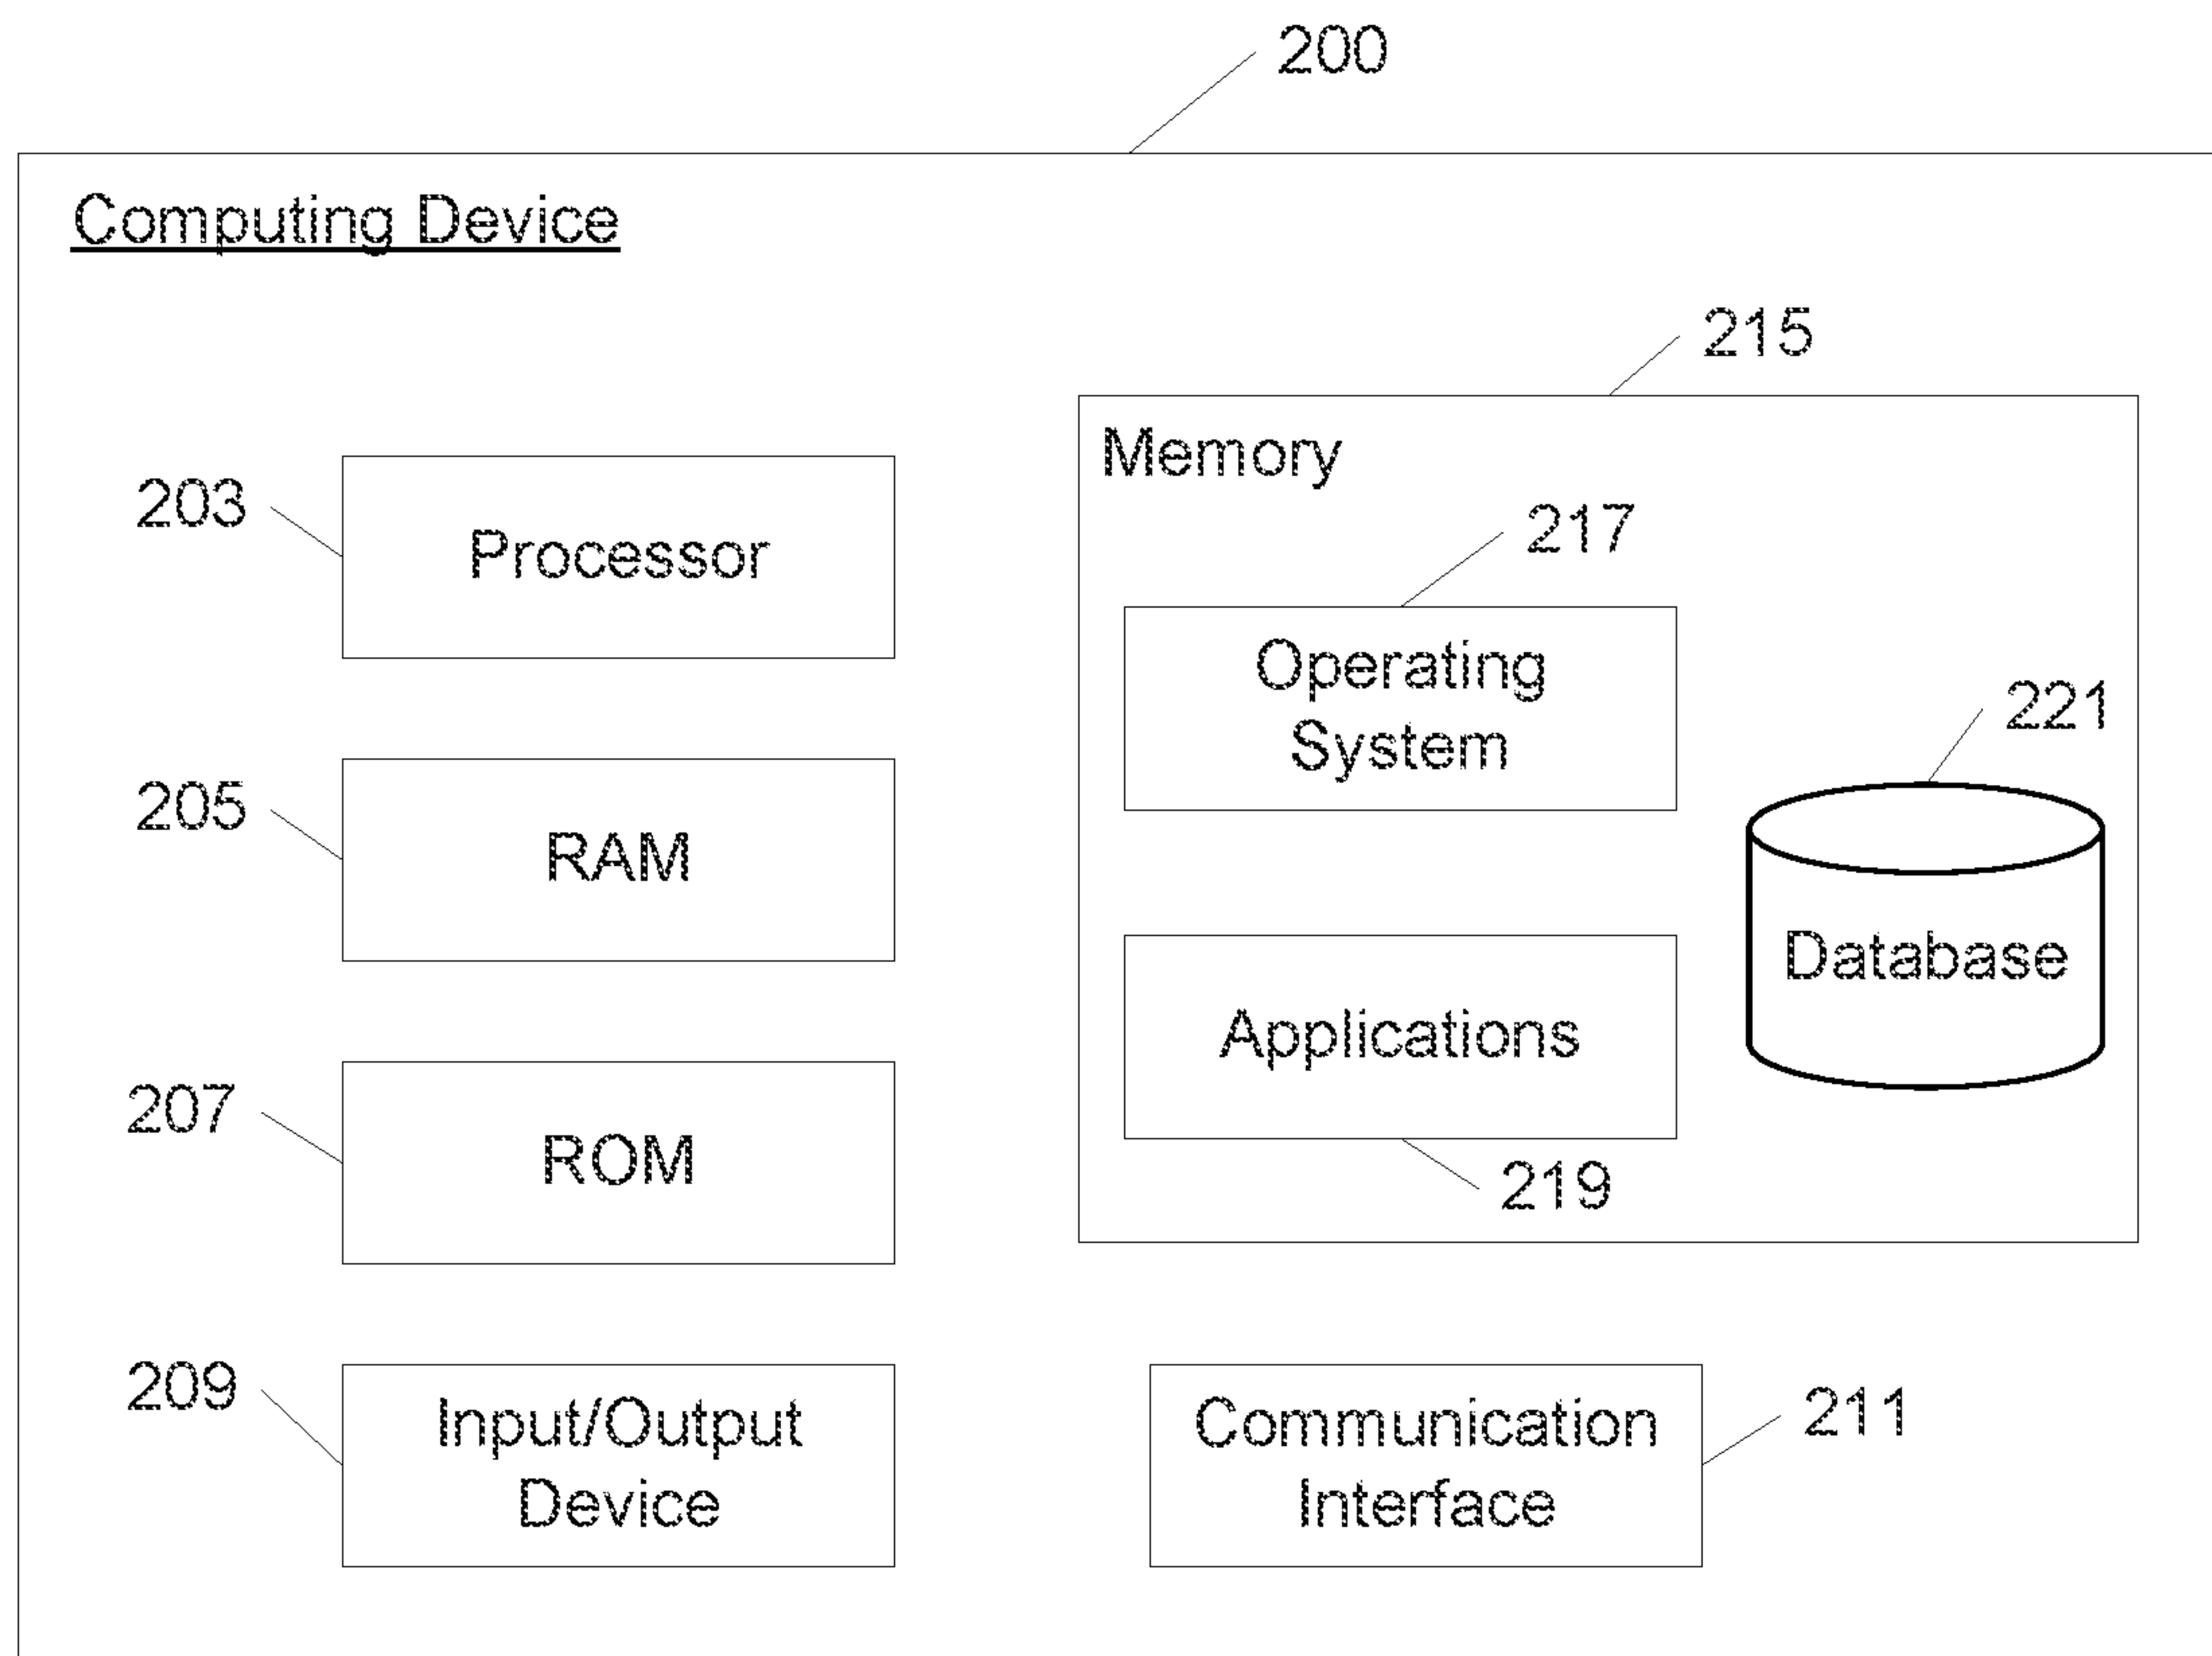 200
Computing Device
215
Memory
203
Processor
217
Operating
System
221
205
RAM
Database
Applications
207
ROM
219
209
Input/Output
Device
Communication
Interface
211